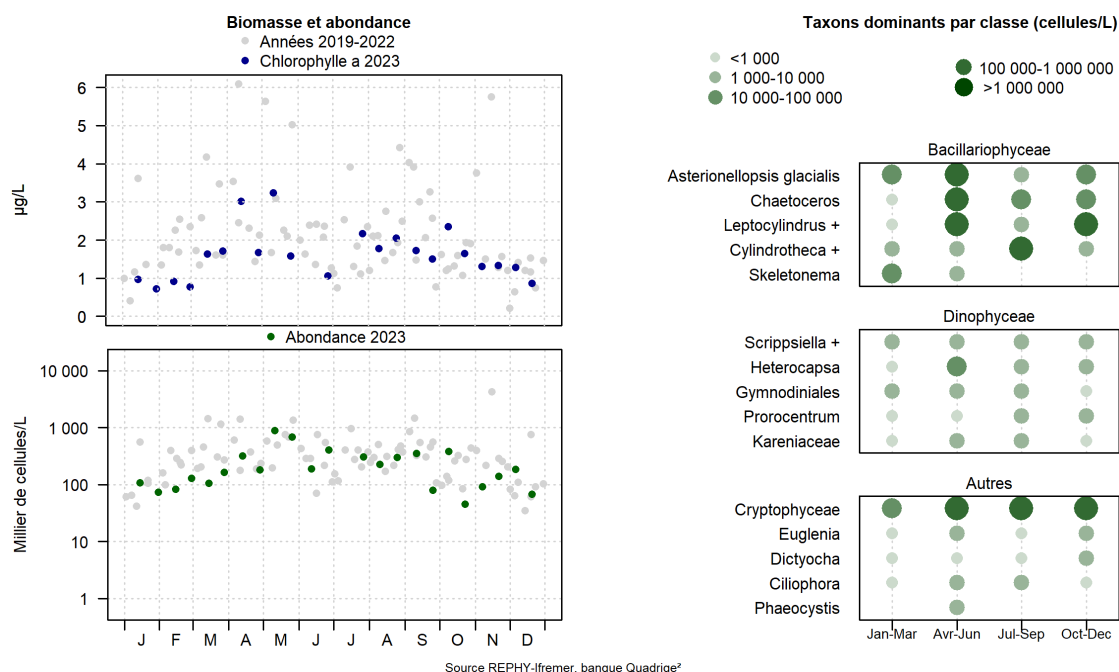 Biomasse et abondance
Années 2019-2022
Chlorophylle a 2023
6
5
4
3
2
1
0
µg/L
Abondance 2023
10 000
1 000
100
10
1
Millier de cellules/L
J F M A M J J A S O N D
Taxons dominants par classe (cellules/L)
<1 000
1 000-10 000
10 000-100 000
100 000-1 000 000
>1 000 000
Bacillariophyceae
Asterionellopsis glacialis
Chaetoceros
Leptocylindrus +
Cylindrotheca +
Skeletonema
Dinophyceae
Scrippsiella +
Heterocapsa
Gymnodiniales
Prorocentrum
Kareniaceae
Autres
Cryptophyceae
Euglenia
Dictyocha
Ciliophora
Phaeocystis
Jan-Mar Avr-Jun Jul-Sep Oct-Dec
Source REPHY-Ifremer, banque Quadrige²